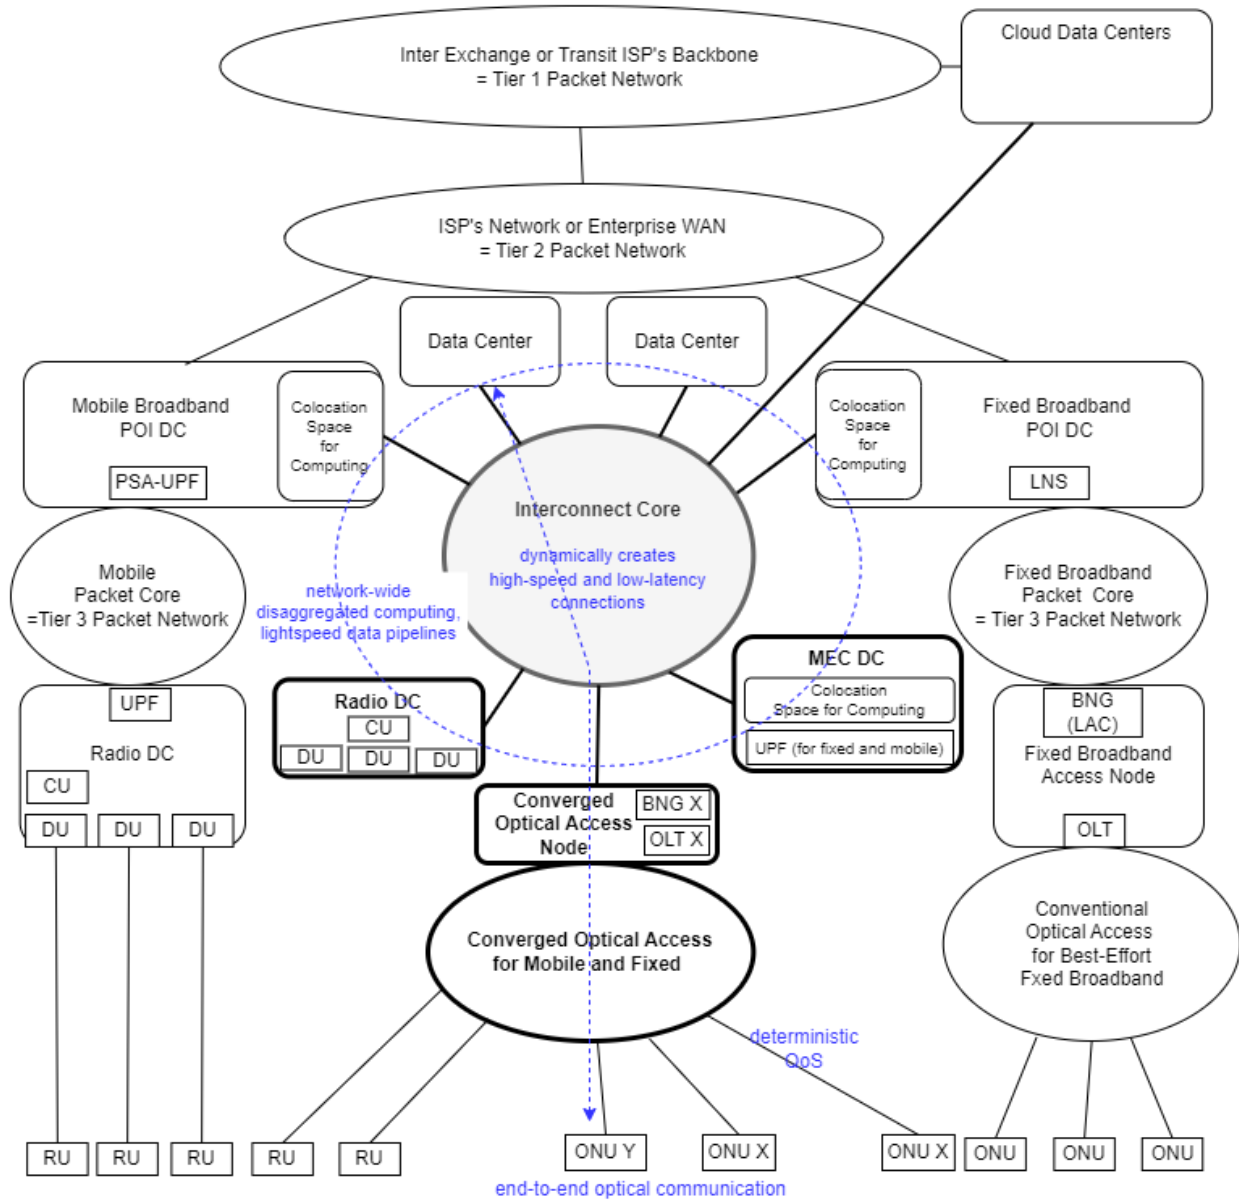 Inter Exchange or Transit ISP's Backbone
= Tier 1 Packet Network
Cloud Data Centers
ISP's Network or Enterprise WAN
= Tier 2 Packet Network
Data Center
Data Center
Mobile Broadband
POI DC
PSA-UPF
Colocation
Space
for
Computing
Colocation
Space
for
Computing
Fixed Broadband
POI DC
LNS
Interconnect Core
dynamically creates
high-speed and low-latency
connections
network-wide
disaggregated computing,
lightspeed data pipelines
Mobile
Packet Core
=Tier 3 Packet Network
Fixed Broadband
Packet Core
= Tier 3 Packet Network
UPF
Radio DC
CU
DU
DU
DU
Radio DC
CU
DU
DU
DU
MEC DC
Colocation
Space for Computing
UPF (for fixed and mobile)
BNG
(LAC)
Fixed Broadband
Access Node
OLT
Converged
Optical Access
Node
BNG X
OLT X
Converged Optical Access
for Mobile and Fixed
Conventional
Optical Access
for Best-Effort
Fxed Broadband
deterministic
QoS
RU
RU
RU
RU
RU
ONU Y
ONU X
ONU X
ONU
ONU
ONU
end-to-end optical communication